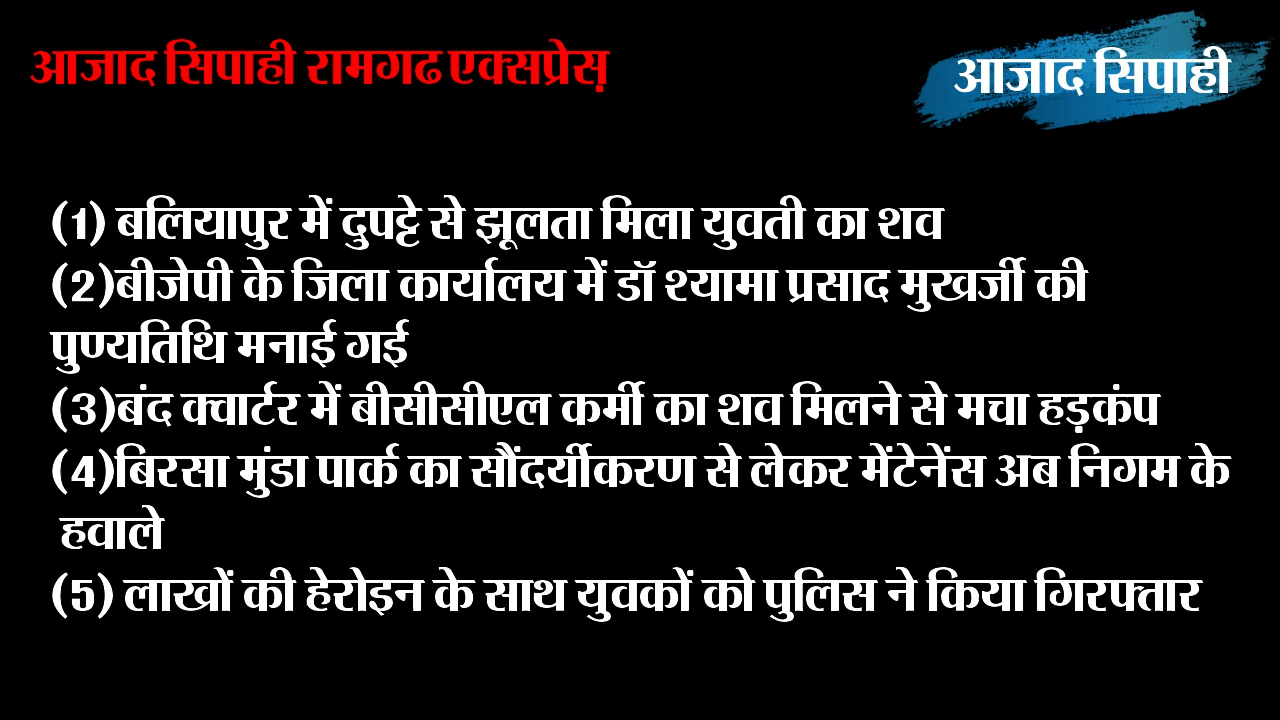 आजाद सिपाही रामगढ एक्सप्रेस़
आजाद सिपाही
(1) बलियापुर में दुपट्टे से झूलता मिला युवती का शव
(2)बीजेपी के जिला कार्यालय में डॉ श्यामा प्रसाद मुखर्जी की
पुण्यतिथि मनाई गई
(3)बंद क्वार्टर में बीसीसीएल कर्मी का शव मिलने से मचा हड़कंप
(4)बिरसा मुंडा पार्क का सौंदर्यीकरण से लेकर मेंटेनेंस अब निगम के
हवाले
(5) लाखों की हेरोइन के साथ युवकों को पुलिस ने किया गिरफ्तार